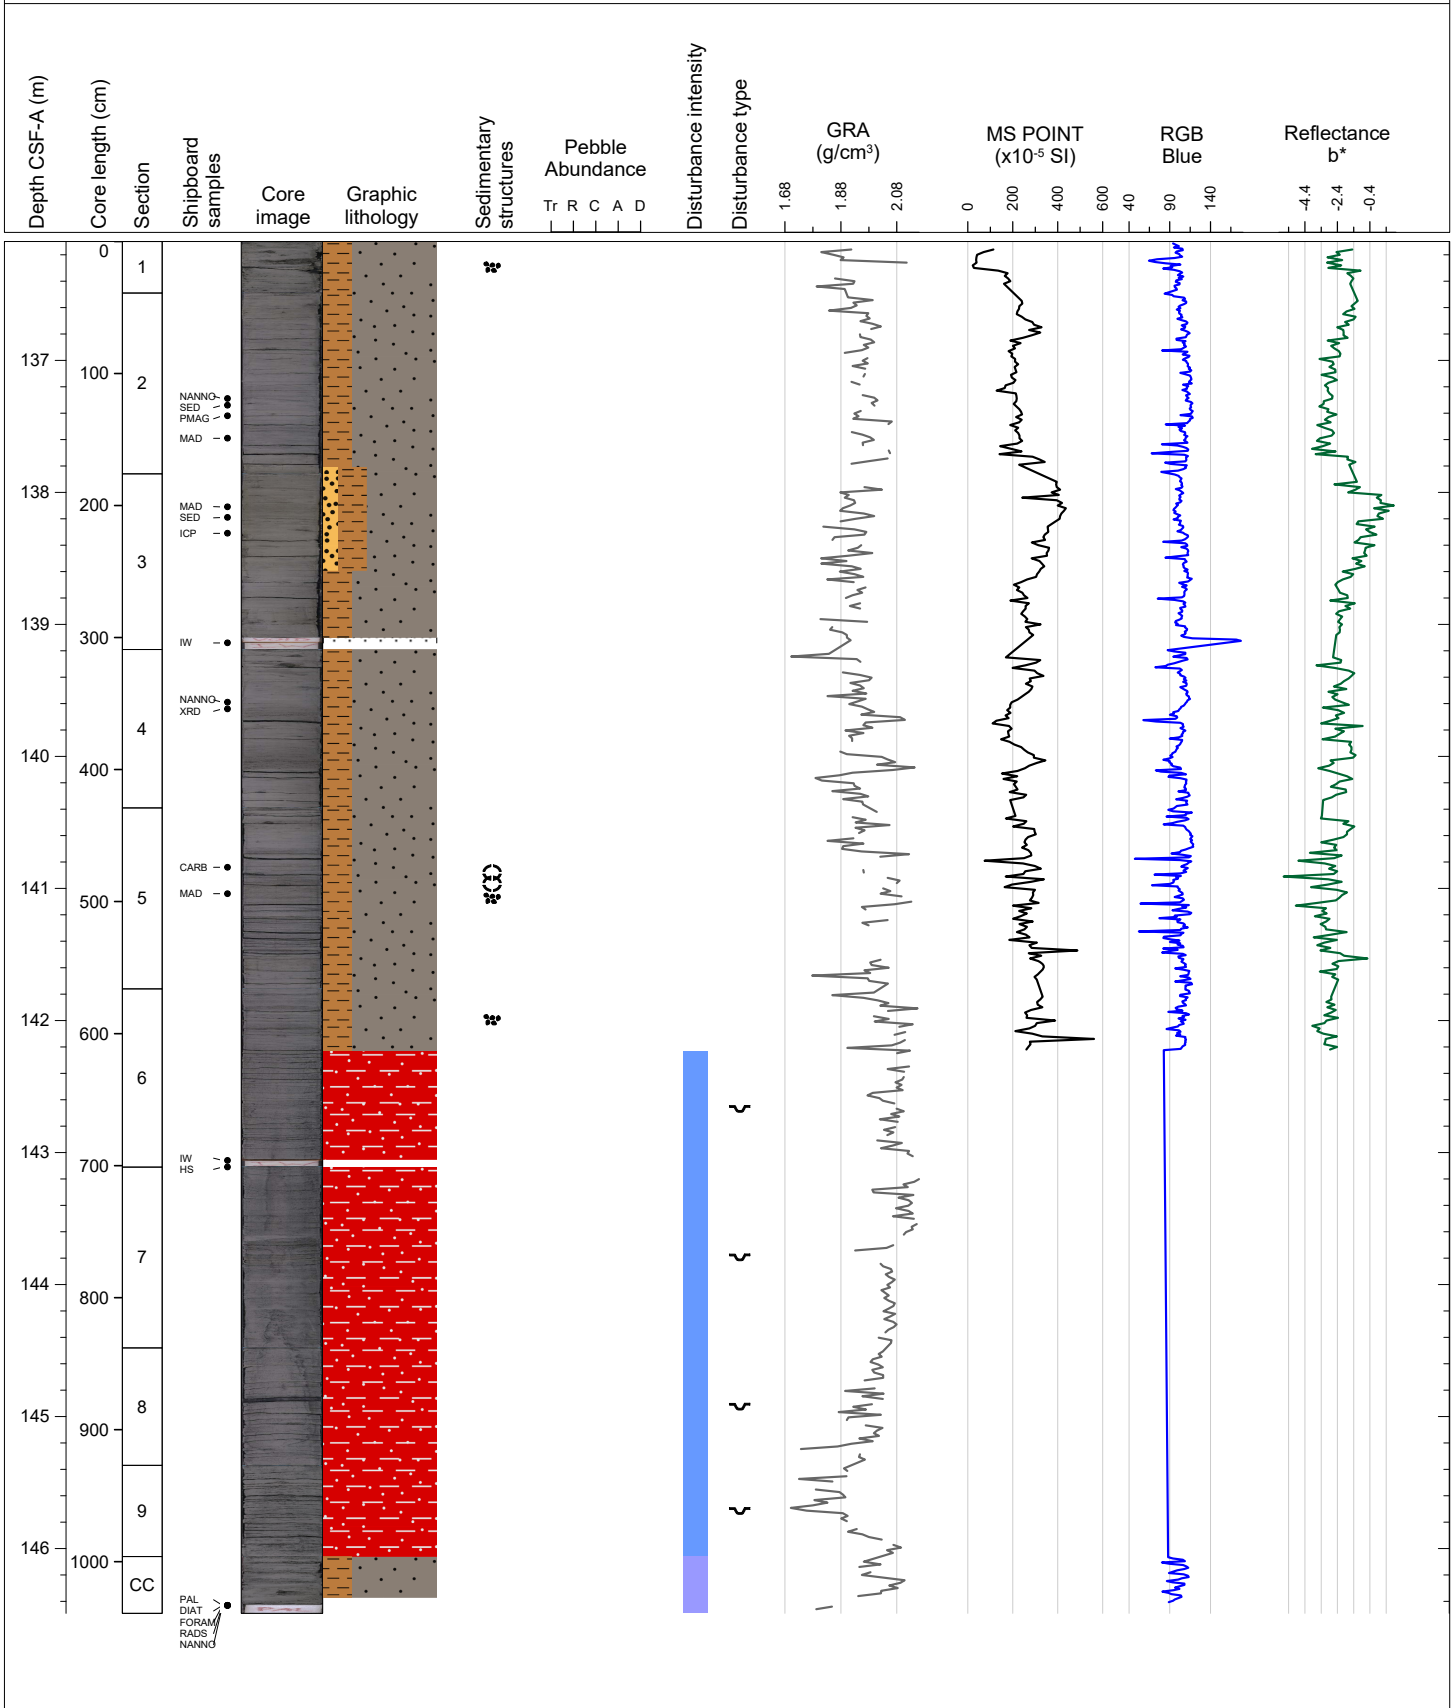 Depth CSF-A (m)
Core length (cm)
Section
Shipboard
samples
Core
image
Graphic
lithology
Sedimentary
structures
Pebble
Abundance
Tr R C A D
Disturbance intensity
Disturbance type
GRA
(g/cm³)
1.68 1.88 2.08
MS POINT
(x10⁻⁵ SI)
0 200 400 600
RGB
Blue
40 90 140
Reflectance
b*
-4.4 -2.4 -0.4
0
1
137
100
2
NANNO
SED
PMAG
MAD
138
200
MAD
SED
ICP
3
139
300
IW
NANNO
XRD
4
140
400
CARB
141
MAD
500
5
142
600
6
143
IW
700
HS
7
144
800
8
145
900
9
146
1000
CC
PAL
DIAT
FORAM
RADS
NANNO
PAL